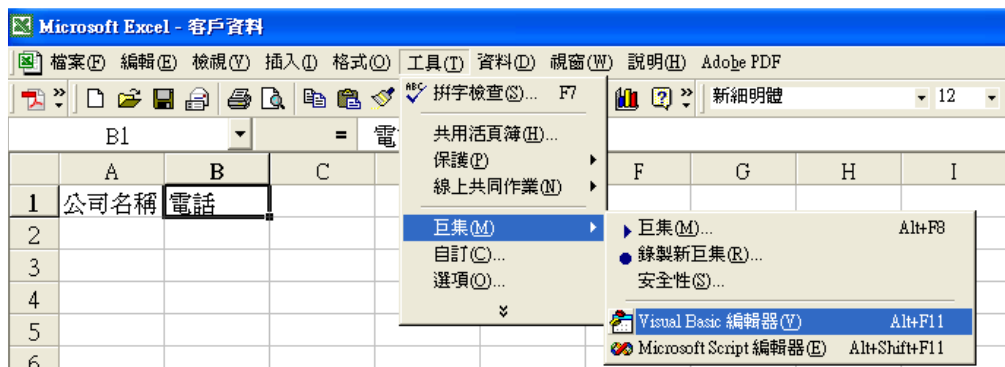 Microsoft Excel - 客戶資料
檔案(F) 編輯(E) 檢視(V) 插入(I) 格式(O) 工具(T) 資料(D) 視窗(W) 說明(H) Adobe PDF
ABC 拼字檢查(S)... F7
新細明體 12
B1 = 電
共用活頁簿(H)...
保護(P)
線上共同作業(N)
A B C F G H I
1 公司名稱 電話
巨集(M)
自訂(C)...
選項(O)...
巨集(M)... Alt+F8
錄製新巨集(R)...
安全性(S)...
Visual Basic 編輯器(V) Alt+F11
Microsoft Script 編輯器(E) Alt+Shift+F11
2
3
4
5
6